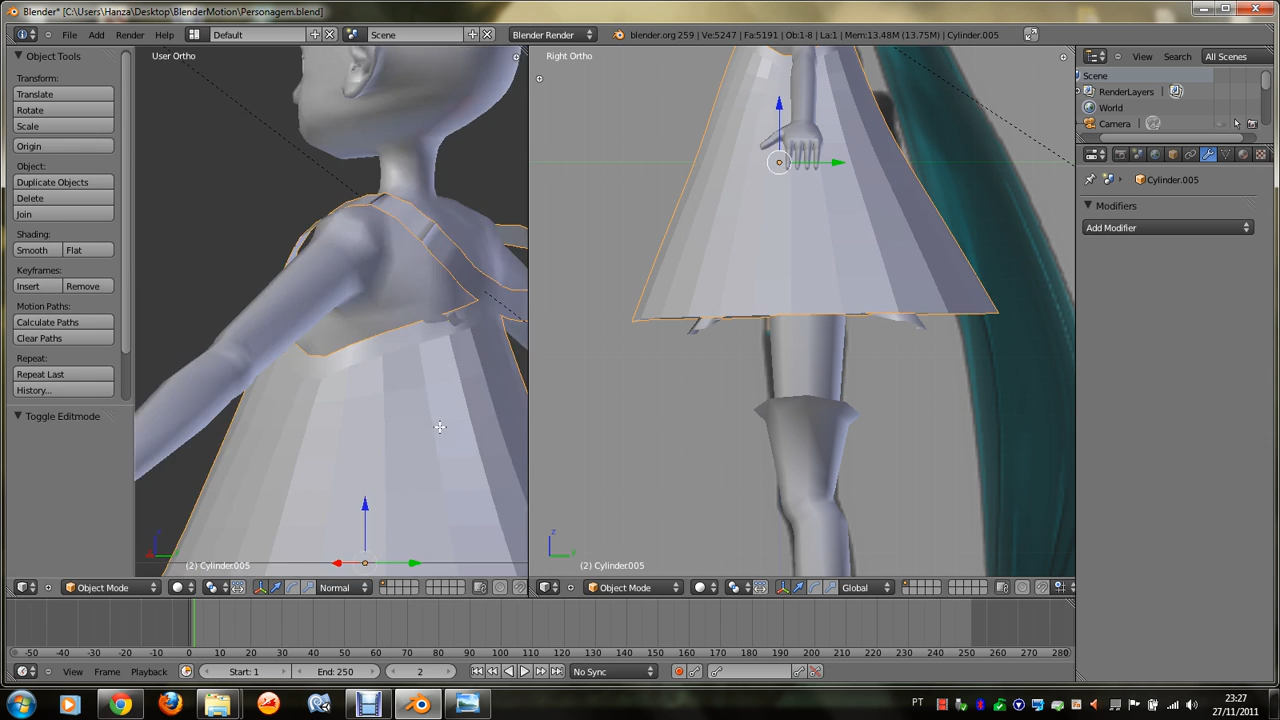 Blender* [C:\Users\Hanza\Desktop\BlenderMotion\Personagem.blend]
File Add Render Help Default Scene Blender Render blender.org 259 | Ve:5247 | Fa:5191 | Ob:1-8 | La:1 | Mem:13.48M (13.75M) | Cylinder.005
Object Tools
Transform:
Translate
Rotate
Scale
Origin
Object:
Duplicate Objects
Delete
Join
Shading:
Smooth Flat
Keyframes:
Insert Remove
Motion Paths:
Calculate Paths
Clear Paths
Repeat:
Repeat Last
History...
Toggle Editmode
User Ortho
(2) Cylinder.005
Object Mode Normal
Right Ortho
z
(2) Cylinder.005
Object Mode Global
View Search All Scenes
Scene
RenderLayers
World
Camera
Cylinder.005
Modifiers
Add Modifier
-50 -40 -30 -20 -10 0 10 20 30 40 50 60 70 80 90 100 110 120 130 140 150 160 170 180 190 200 210 220 230 240 250 260 270 280
View Frame Playback Start: 1 End: 250 2 No Sync
PT 23:27
27/11/2011